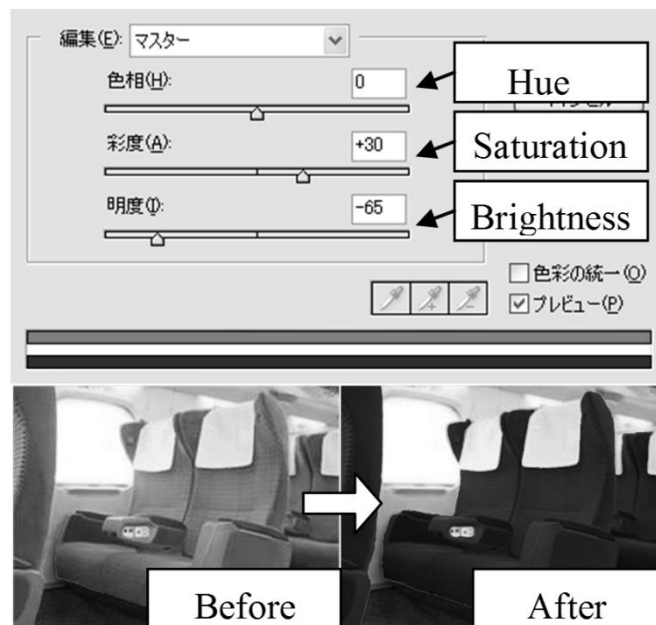 編集(E): マスター
色相(H): 0
Hue
彩度(A): +30
Saturation
明度(I): -65
Brightness
色彩の統一(O)
プレビュー(P)
Before
After